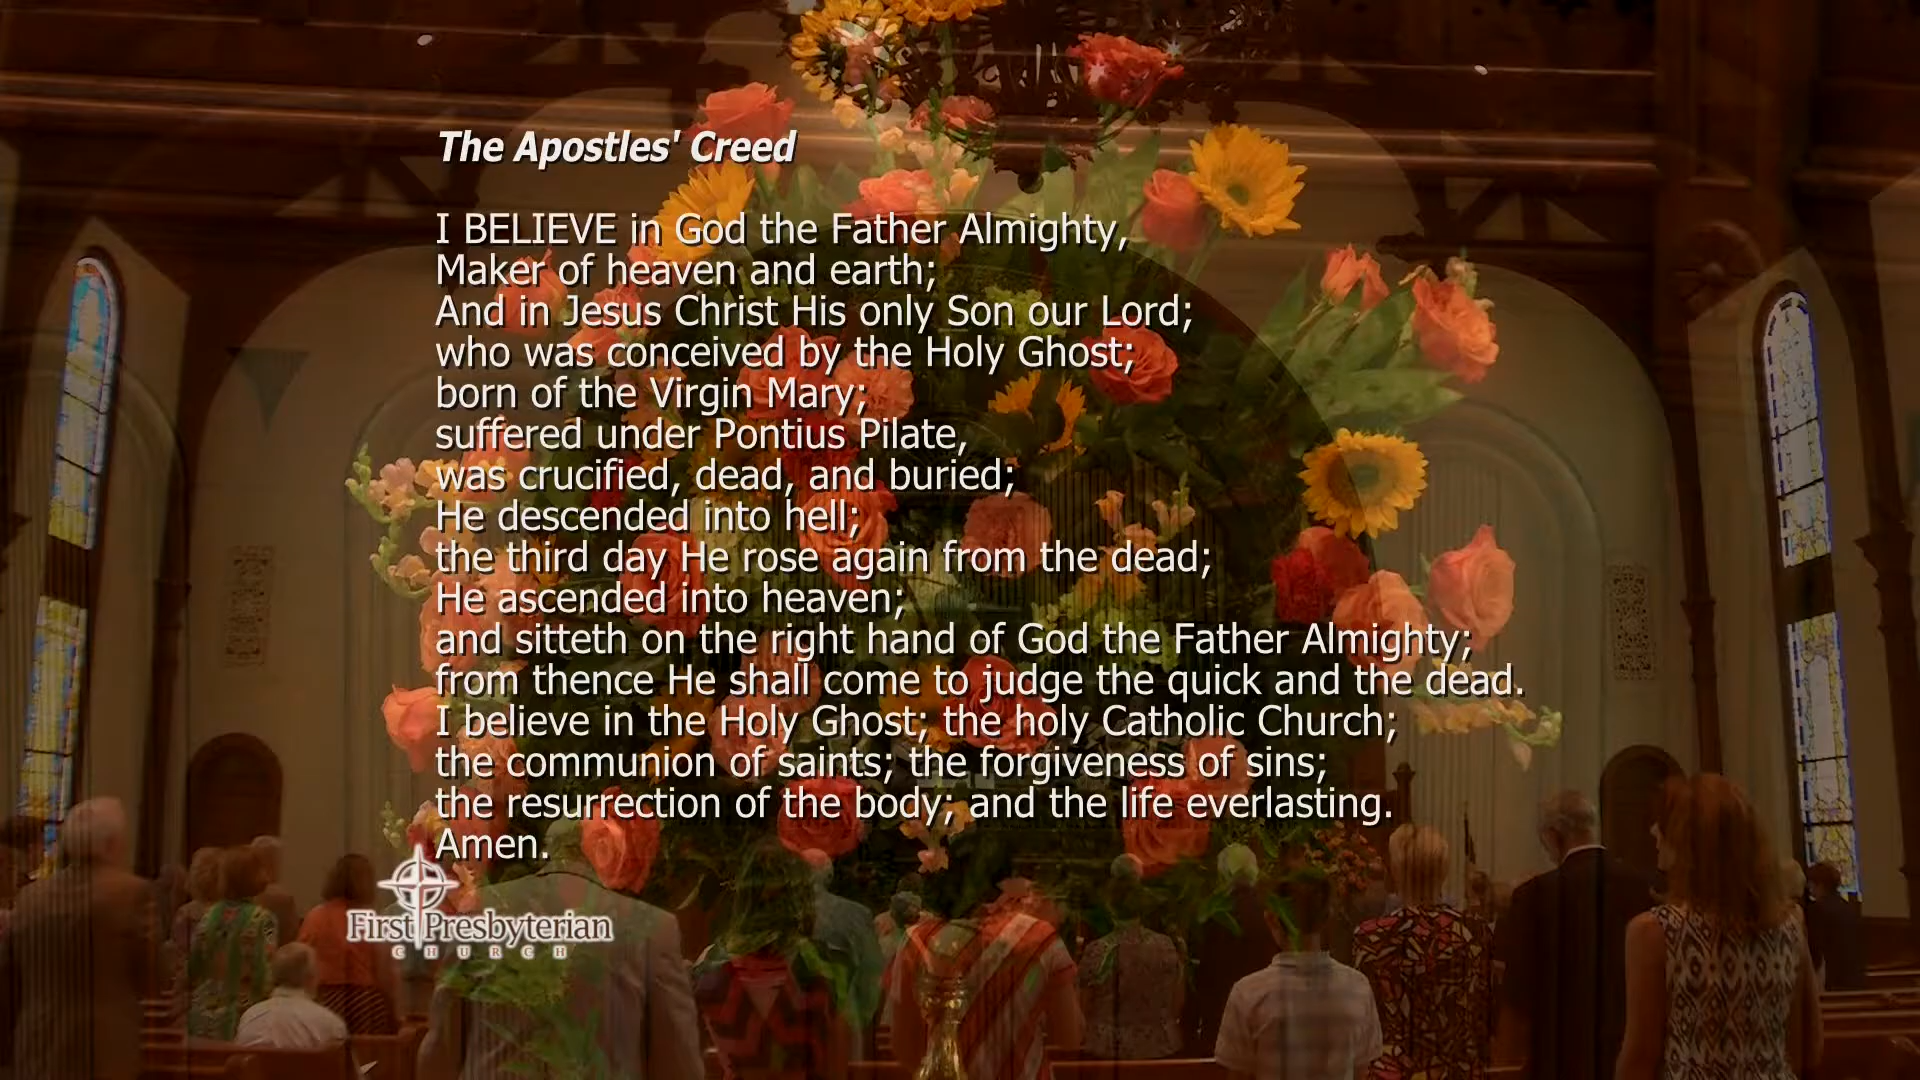 The Apostles' Creed
I BELIEVE in God the Father Almighty,
Maker of heaven and earth;
And in Jesus Christ His only Son our Lord;
who was conceived by the Holy Ghost;
born of the Virgin Mary;
suffered under Pontius Pilate,
was crucified, dead, and buried;
He descended into hell;
the third day He rose again from the dead;
He ascended into heaven;
and sitteth on the right hand of God the Father Almighty;
from thence He shall come to judge the quick and the dead.
I believe in the Holy Ghost; the holy Catholic Church;
the communion of saints; the forgiveness of sins;
the resurrection of the body; and the life everlasting.
Amen.
First Presbyterian
CHURCH